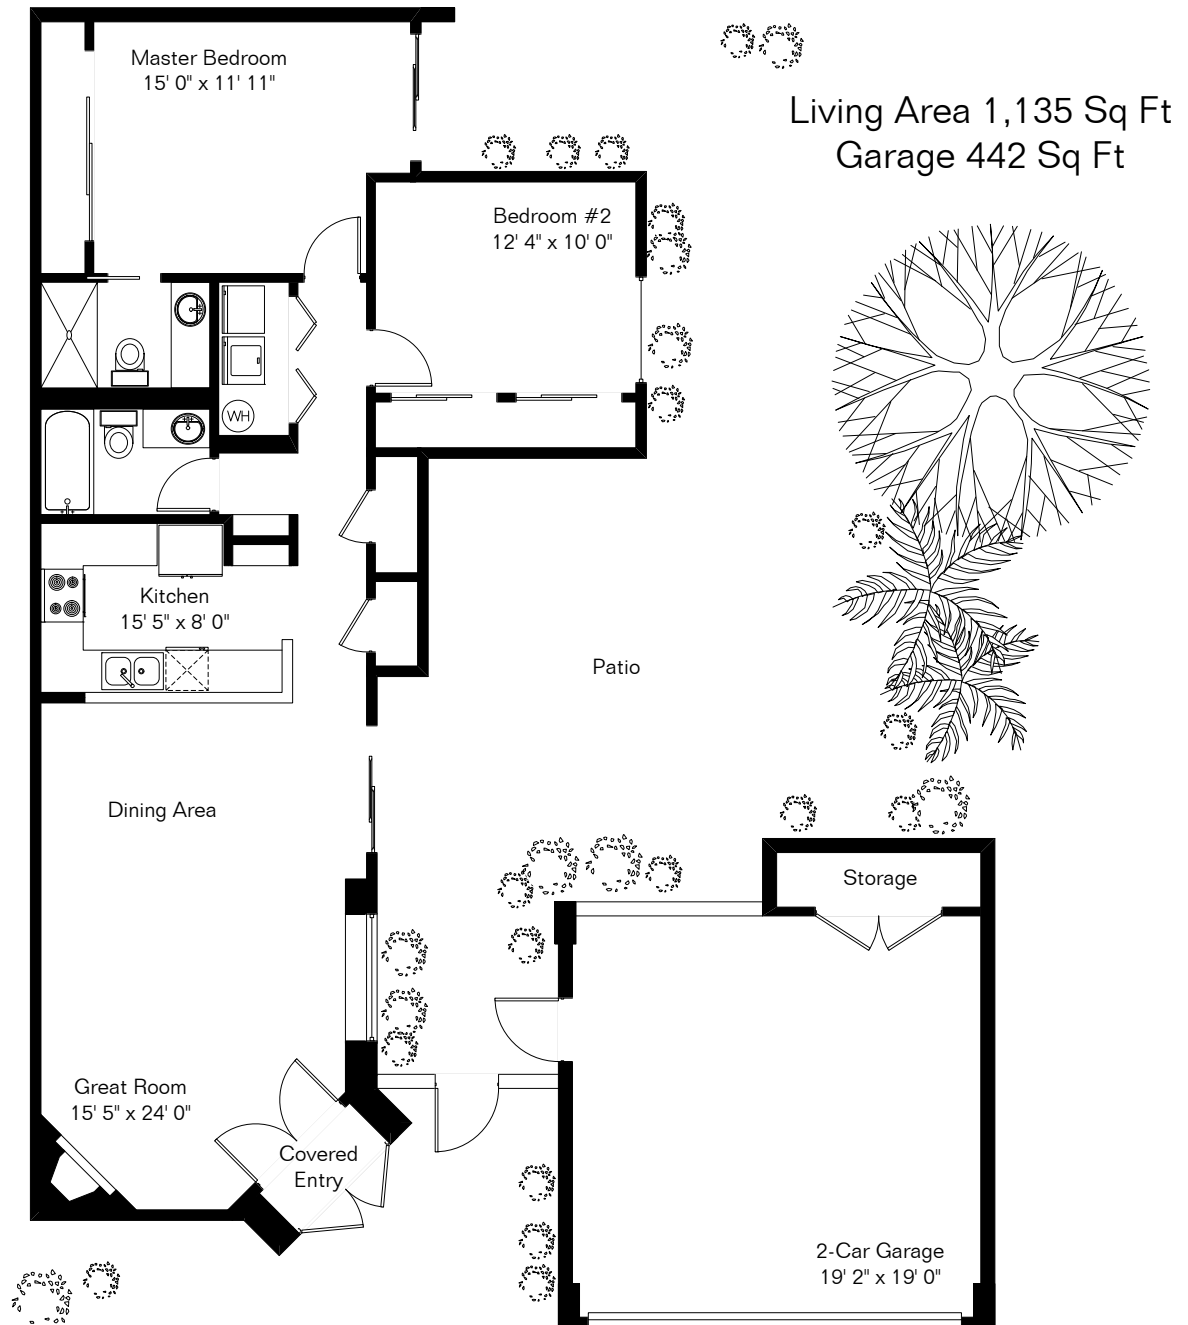 Master Bedroom
15' 0" x 11' 11"
Living Area 1,135 Sq Ft
Garage 442 Sq Ft
Bedroom #2
12' 4" x 10' 0"
WH
Kitchen
15' 5" x 8' 0"
Patio
Dining Area
Storage
Great Room
15' 5" x 24' 0"
Covered
Entry
2-Car Garage
19' 2" x 19' 0"